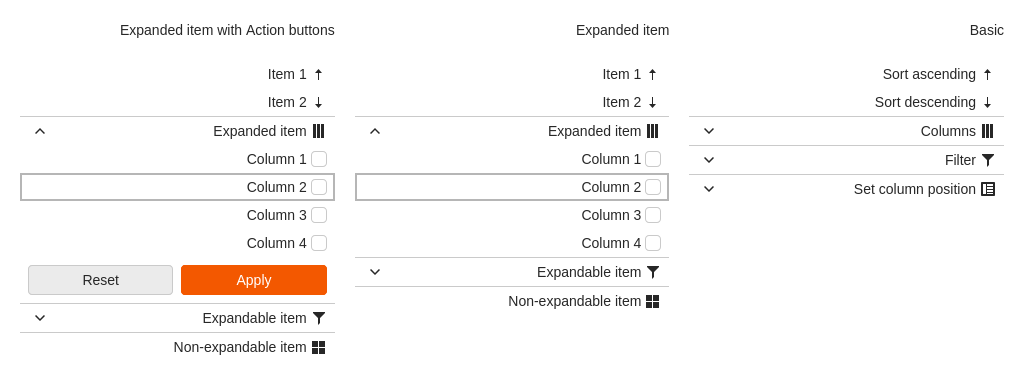 Expanded item with Action buttons
Item 1
Item 2
Expanded item
Column 1
Column 2
Column 3
Column 4
Reset
Apply
Expandable item
Non-expandable item
Expanded item
Item 1
Item 2
Expanded item
Column 1
Column 2
Column 3
Column 4
Expandable item
Non-expandable item
Basic
Sort ascending
Sort descending
Columns
Filter
Set column position